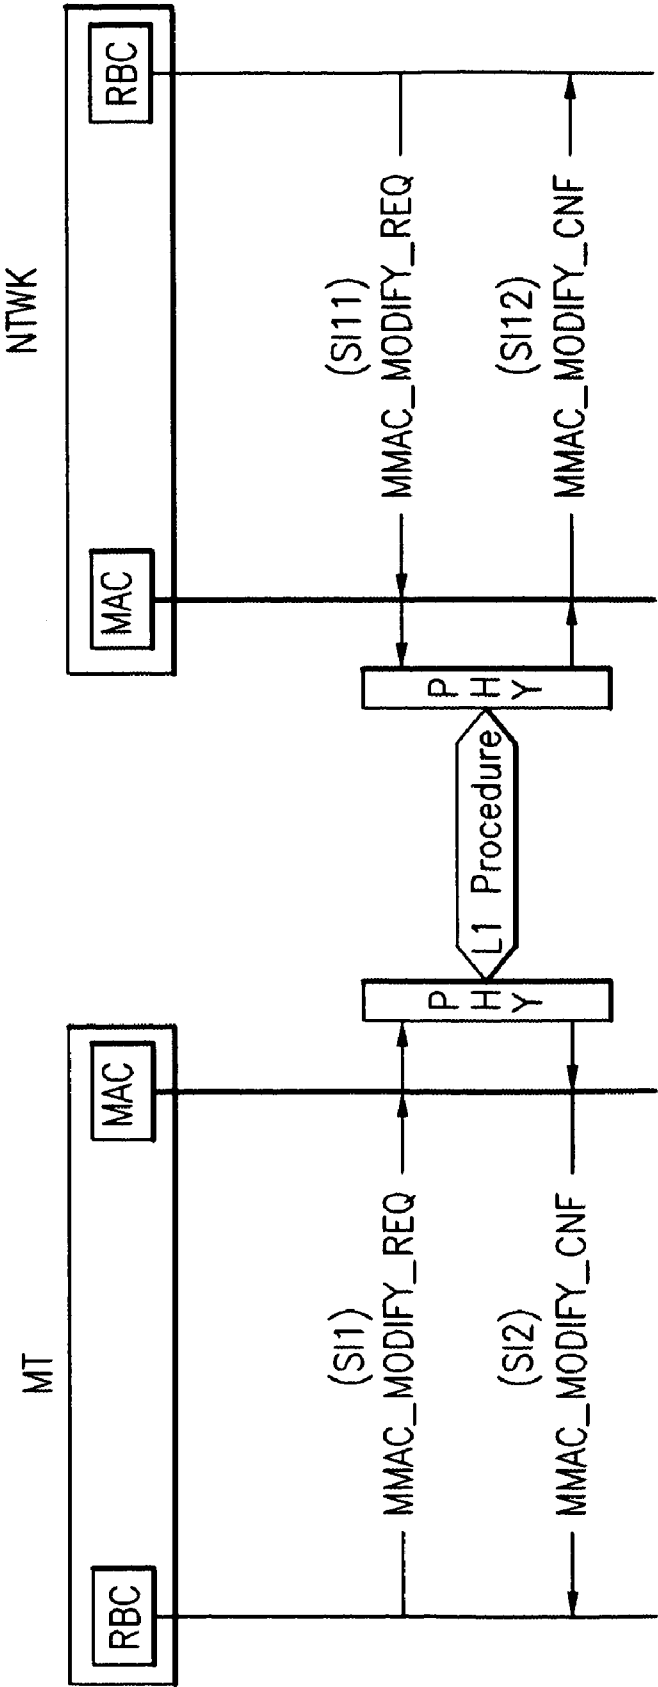 MT
NTWK
RBC
MAC
MAC
RBC
(SI1)
MMAC_MODIFY_REQ
(SI11)
MMAC_MODIFY_REQ
PHY
L1 Procedure
PHY
(SI2)
MMAC_MODIFY_CNF
(SI12)
MMAC_MODIFY_CNF